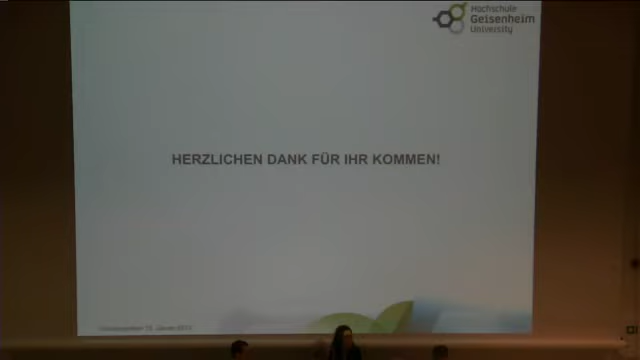 Hochschule
Geisenheim
University
HERZLICHEN DANK FÜR IHR KOMMEN!